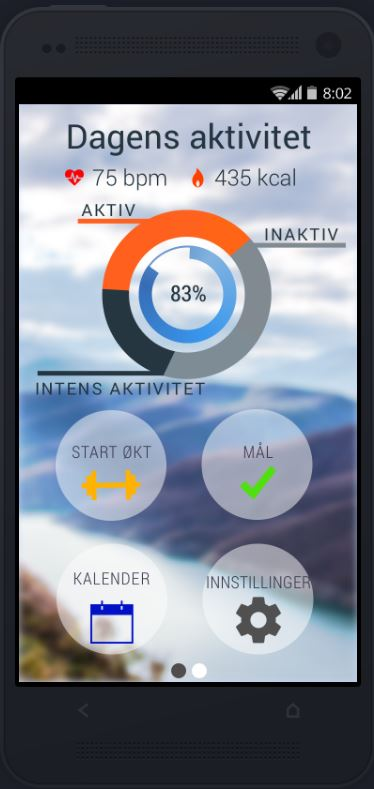 8:02
Dagens aktivitet
75 bpm 435 kcal
AKTIV
INAKTIV
83%
INTENS AKTIVITET
START ØKT
MÅL
KALENDER
INNSTILLINGER